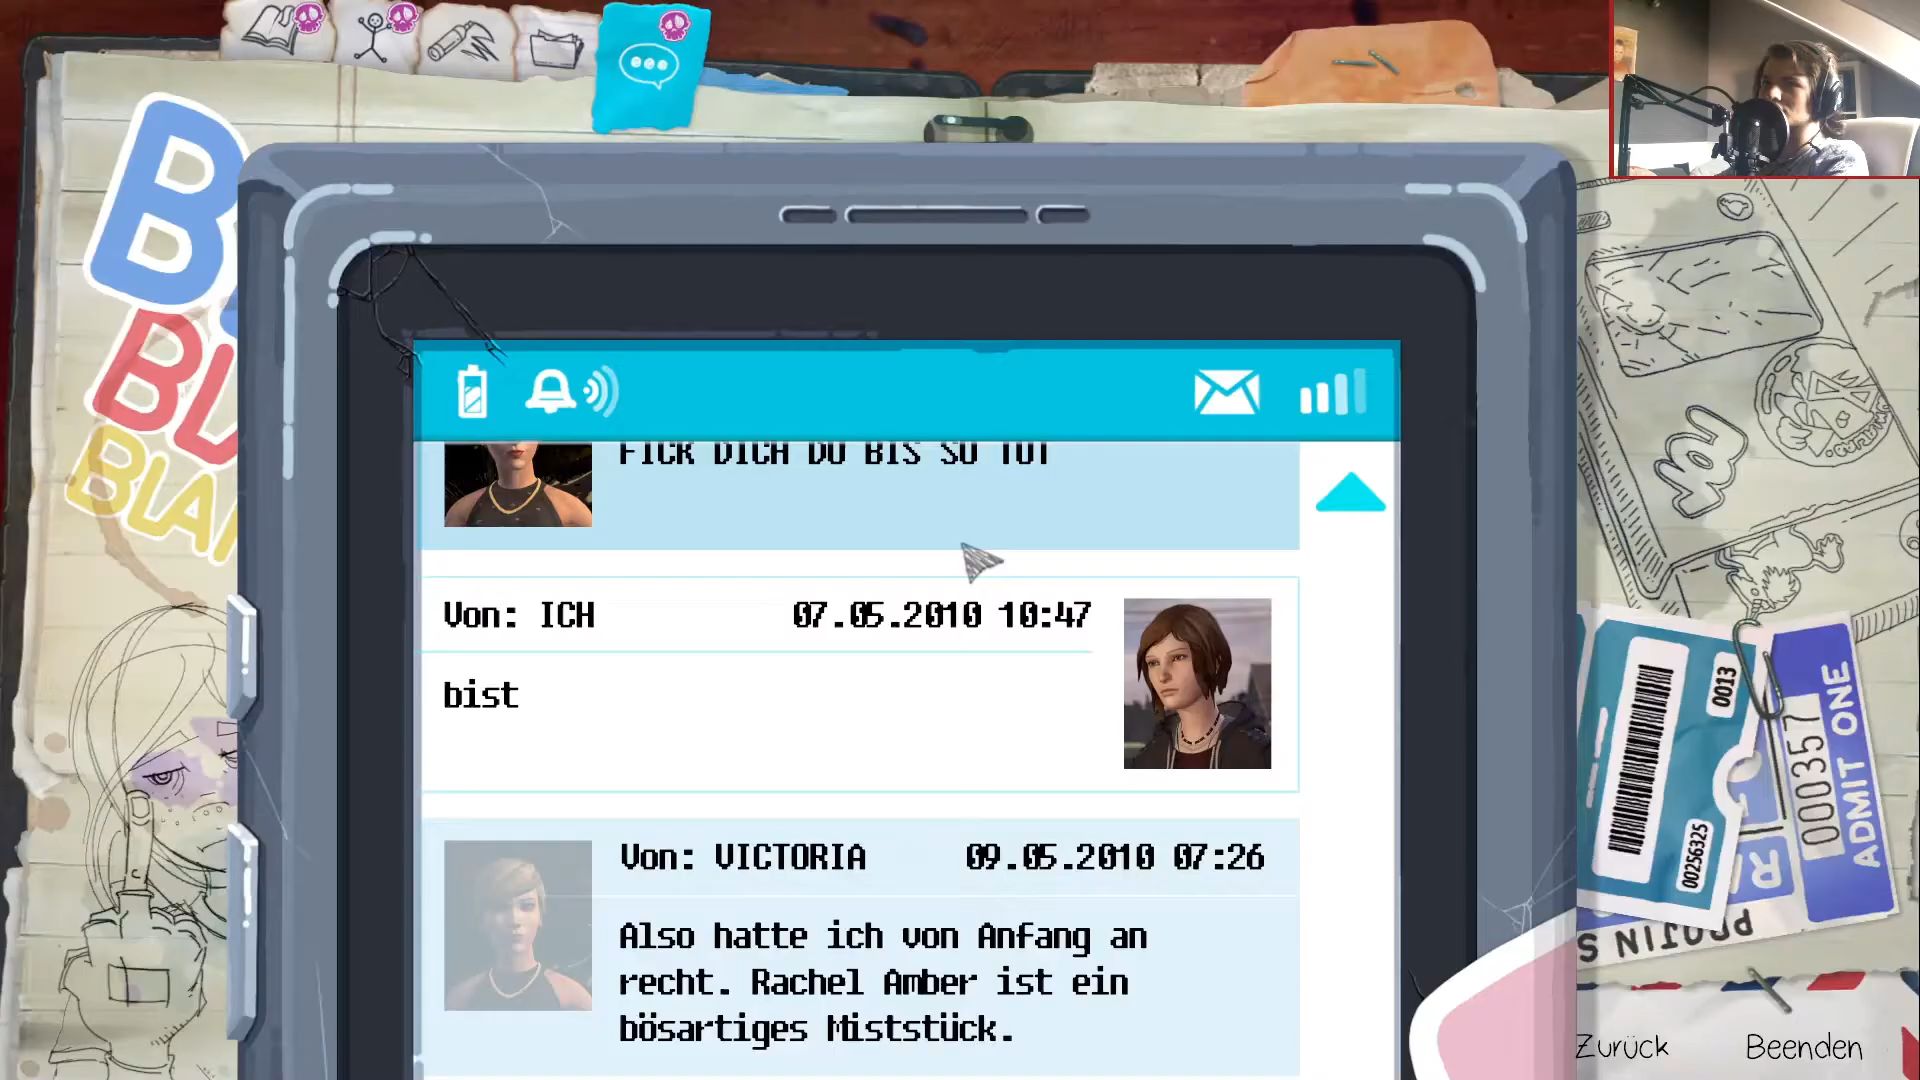 FICK DICH DU BIS SO TOT
Von: ICH 07.05.2010 10:47
bist
Von: VICTORIA 09.05.2010 07:26
Also hatte ich von Anfang an
recht. Rachel Amber ist ein
bösartiges Miststück.
0013
00256325
000357
ADMIT ONE
Zurück Beenden